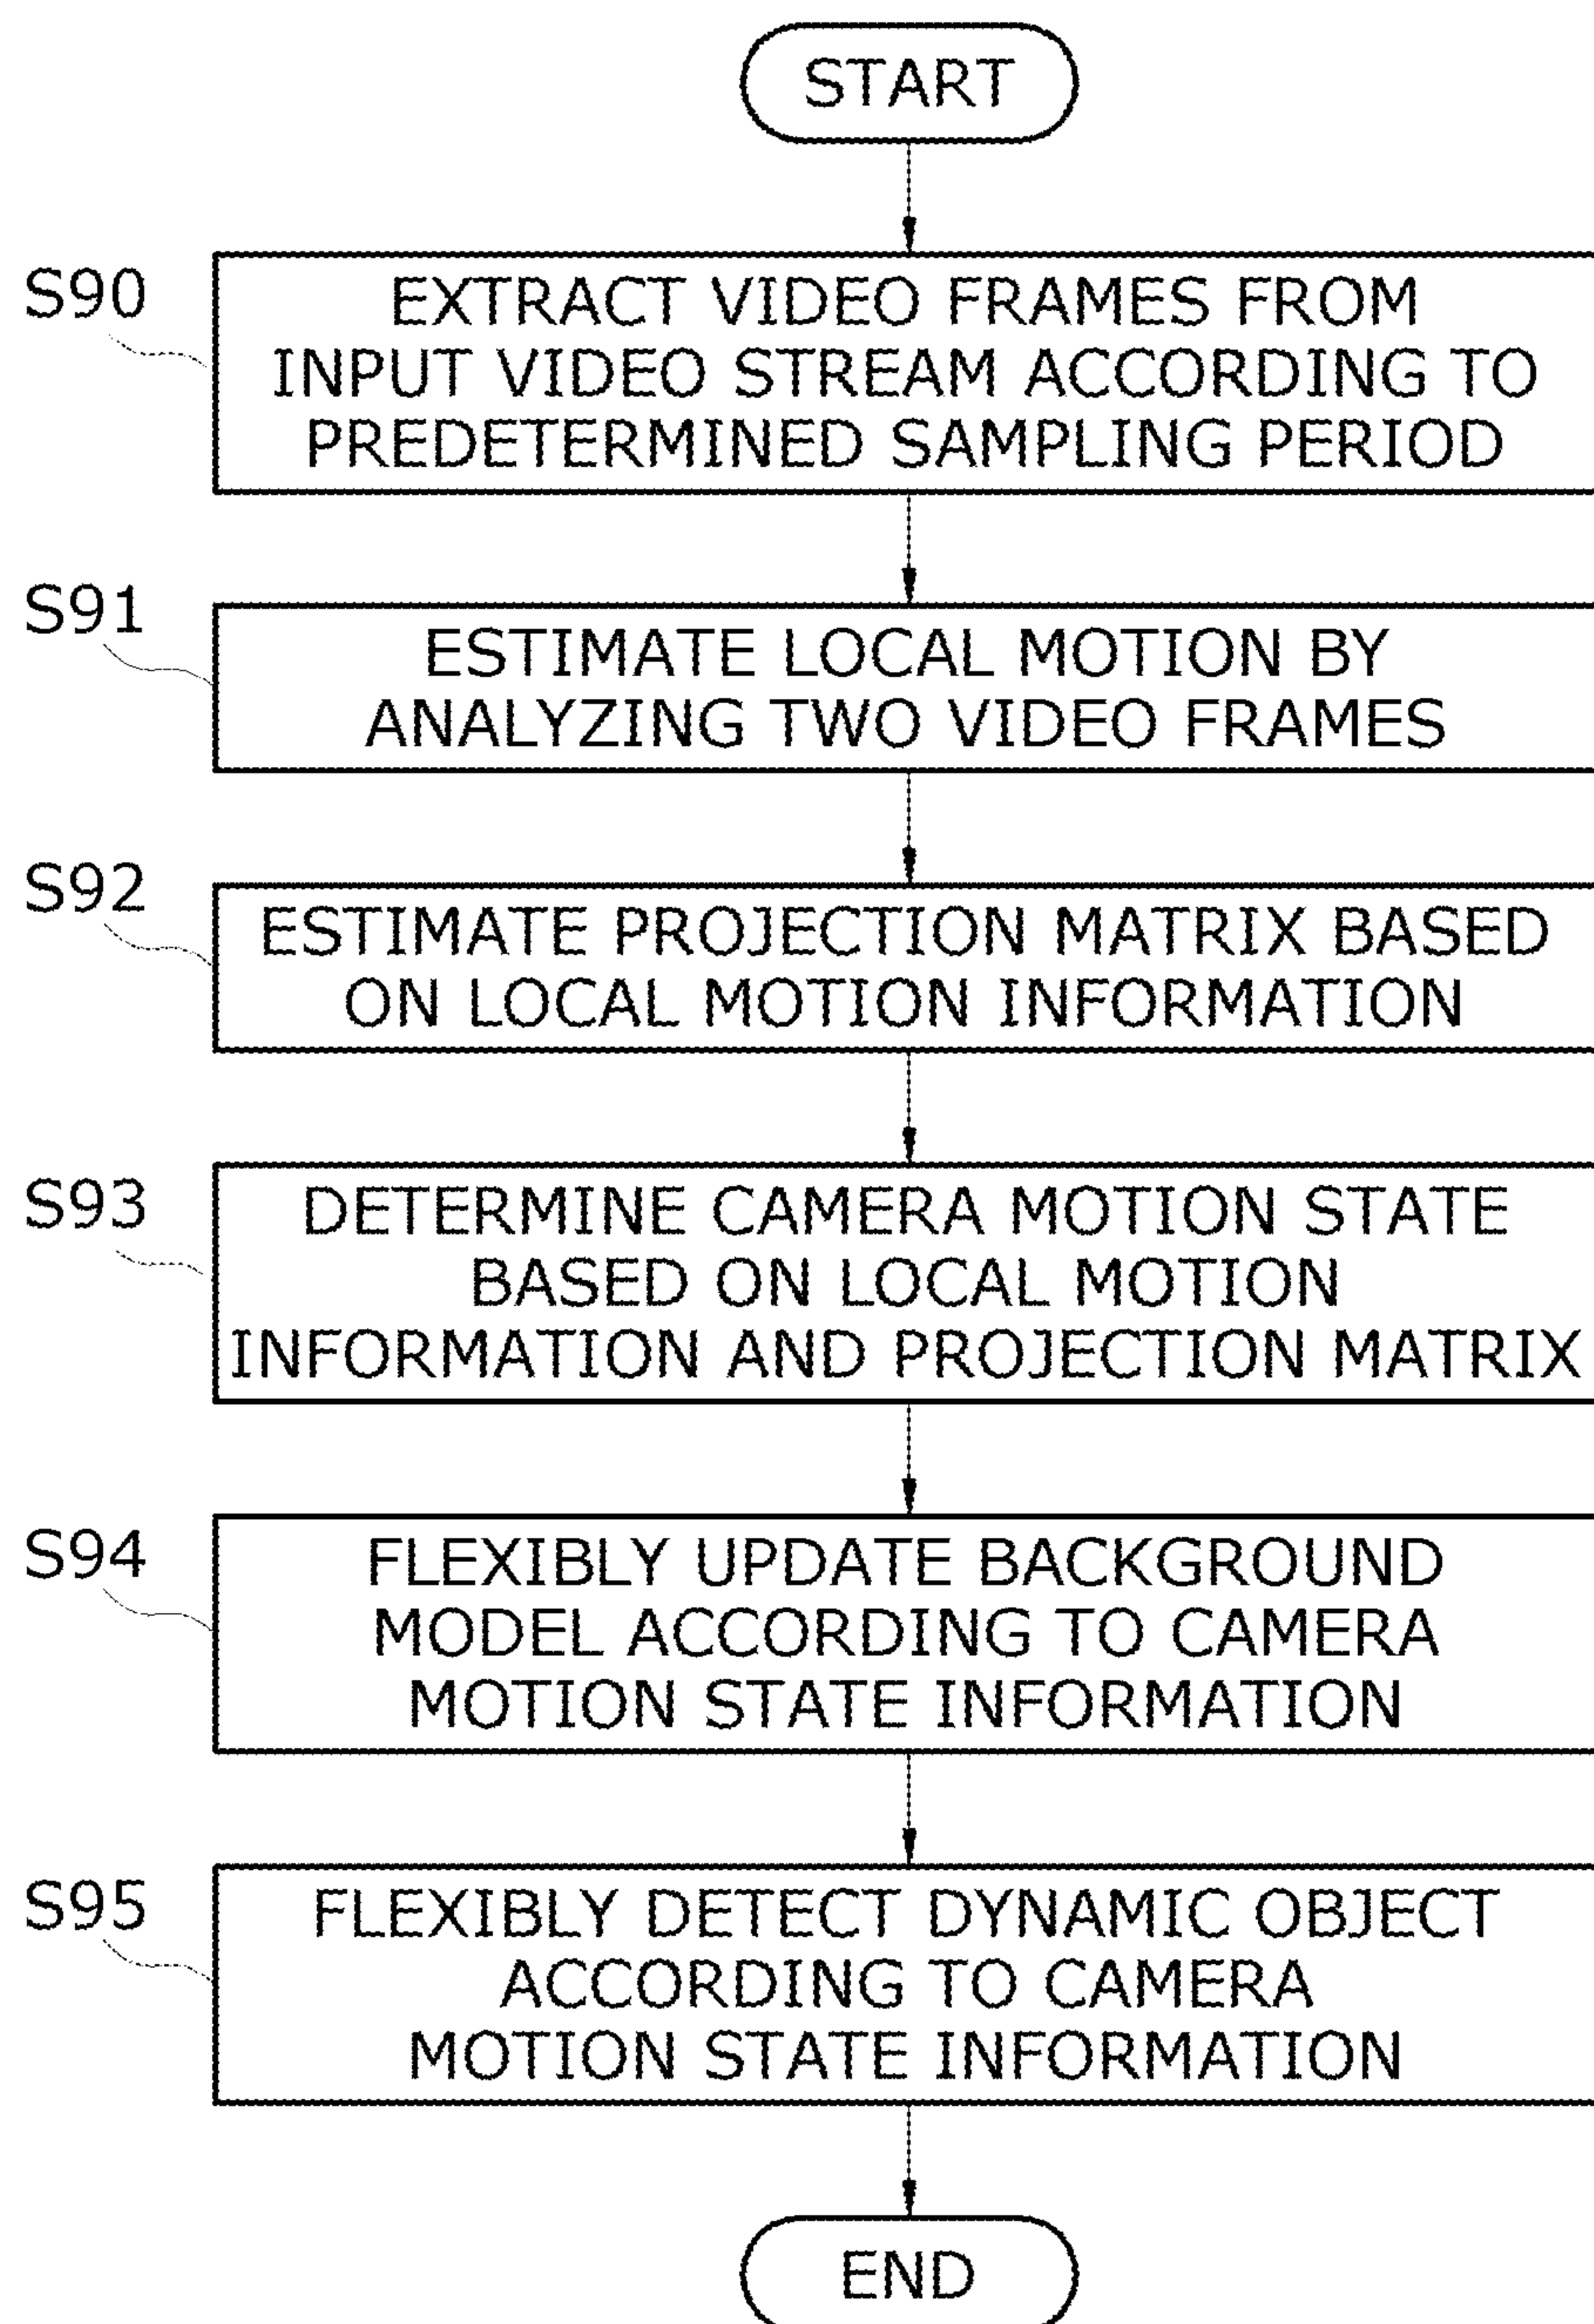 START
S90
EXTRACT VIDEO FRAMES FROM
INPUT VIDEO STREAM ACCORDING TO
PREDETERMINED SAMPLING PERIOD
S91
ESTIMATE LOCAL MOTION BY
ANALYZING TWO VIDEO FRAMES
S92
ESTIMATE PROJECTION MATRIX BASED
ON LOCAL MOTION INFORMATION
S93
DETERMINE CAMERA MOTION STATE
BASED ON LOCAL MOTION
INFORMATION AND PROJECTION MATRIX
S94
FLEXIBLY UPDATE BACKGROUND
MODEL ACCORDING TO CAMERA
MOTION STATE INFORMATION
S95
FLEXIBLY DETECT DYNAMIC OBJECT
ACCORDING TO CAMERA
MOTION STATE INFORMATION
END